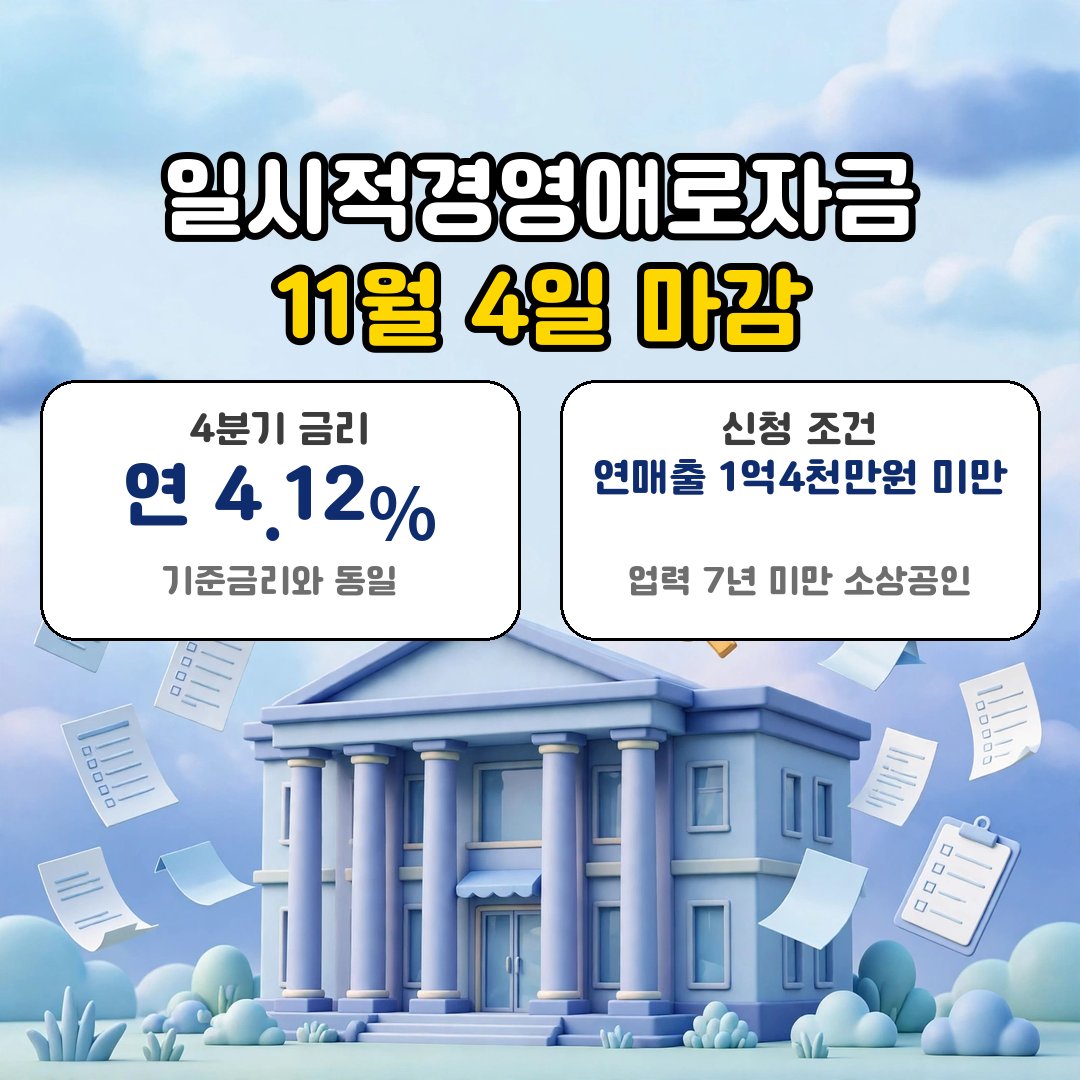 일시적경영애로자금
11월 4일 마감
4분기 금리
연 4.12%
기준금리와 동일
신청 조건
연매출 1억4천만원 미만
업력 7년 미만 소상공인